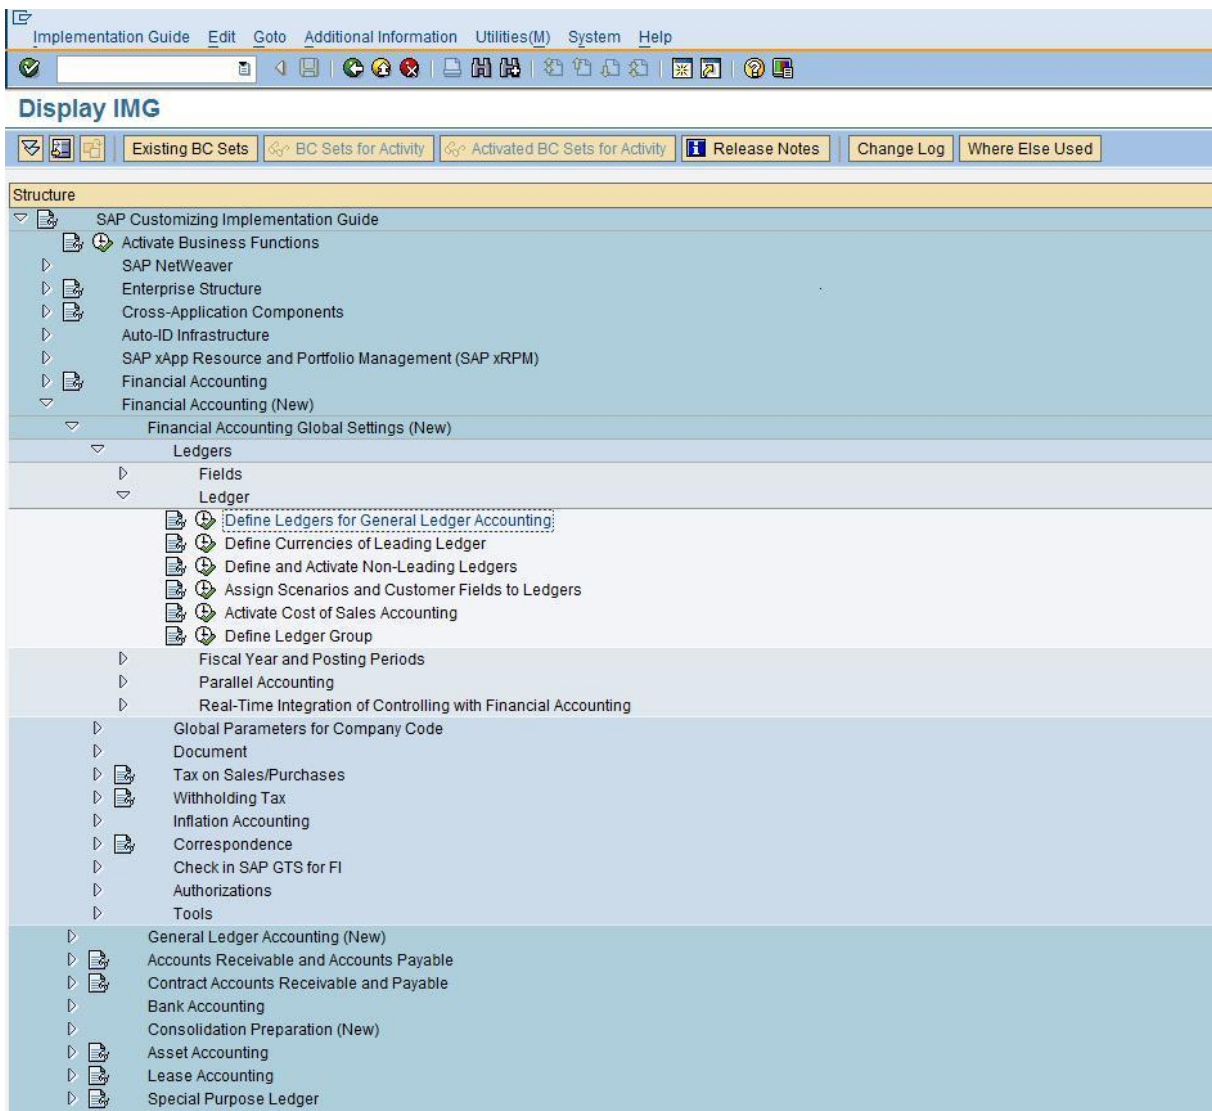 Implementation Guide Edit Goto Additional Information Utilities(M) System Help
Display IMG
Existing BC Sets BC Sets for Activity Activated BC Sets for Activity Release Notes Change Log Where Else Used
Structure
SAP Customizing Implementation Guide
Activate Business Functions
SAP NetWeaver
Enterprise Structure
Cross-Application Components
Auto-ID Infrastructure
SAP xApp Resource and Portfolio Management (SAP xRPM)
Financial Accounting
Financial Accounting (New)
Financial Accounting Global Settings (New)
Ledgers
Fields
Ledger
Define Ledgers for General Ledger Accounting
Define Currencies of Leading Ledger
Define and Activate Non-Leading Ledgers
Assign Scenarios and Customer Fields to Ledgers
Activate Cost of Sales Accounting
Define Ledger Group
Fiscal Year and Posting Periods
Parallel Accounting
Real-Time Integration of Controlling with Financial Accounting
Global Parameters for Company Code
Document
Tax on Sales/Purchases
Withholding Tax
Inflation Accounting
Correspondence
Check in SAP GTS for FI
Authorizations
Tools
General Ledger Accounting (New)
Accounts Receivable and Accounts Payable
Contract Accounts Receivable and Payable
Bank Accounting
Consolidation Preparation (New)
Asset Accounting
Lease Accounting
Special Purpose Ledger